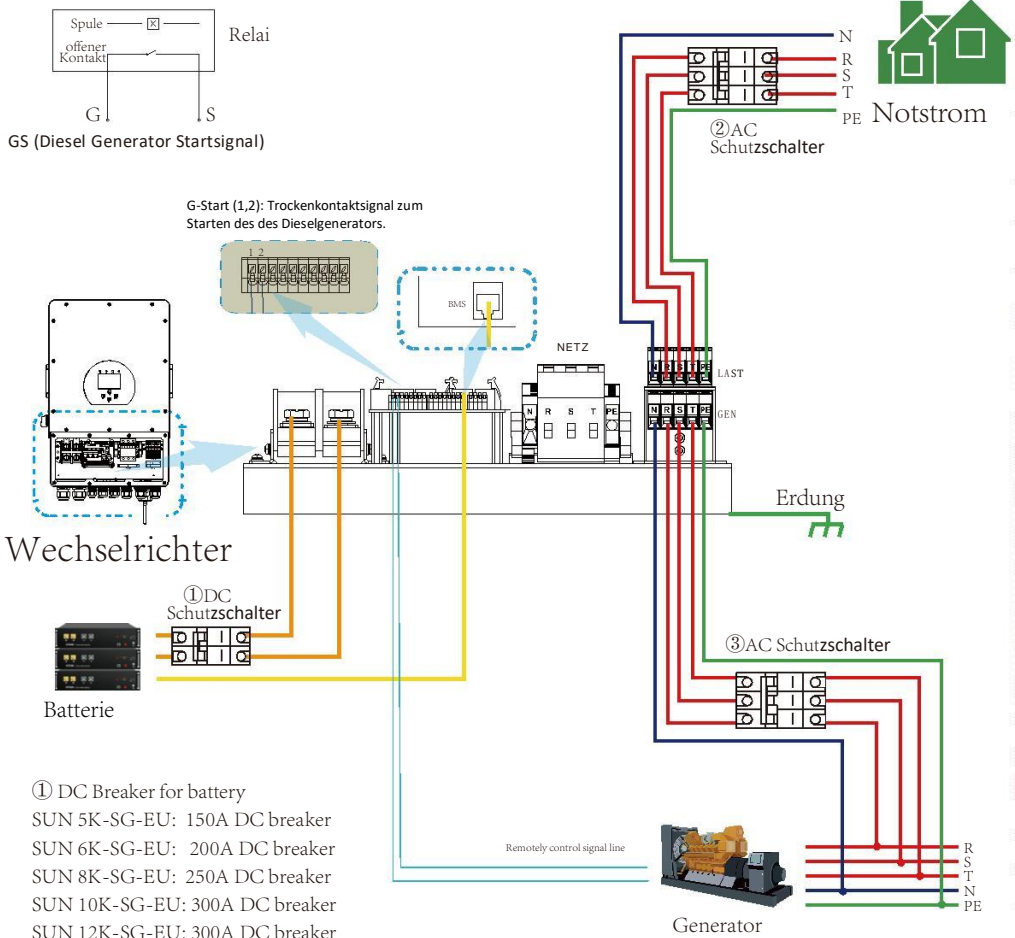 Spule
offener
Kontakt
Relai
G
S
GS (Diesel Generator Startsignal)
N
R
S
T
PE
Notstrom
②AC
Schutzschalter
G-Start (1,2): Trockenkontaktsignal zum
Starten des des Dieselgenerators.
1 2
BMS
NETZ
N R S T PE
LAST
N R S T PE
GEN
N R S T PE
Erdung
Wechselrichter
①DC
Schutzschalter
Batterie
③AC Schutzschalter
① DC Breaker for battery
SUN 5K-SG-EU: 150A DC breaker
SUN 6K-SG-EU: 200A DC breaker
SUN 8K-SG-EU: 250A DC breaker
SUN 10K-SG-EU: 300A DC breaker
SUN 12K-SG-EU: 300A DC breaker
Remotely control signal line
Generator
R
S
T
N
PE